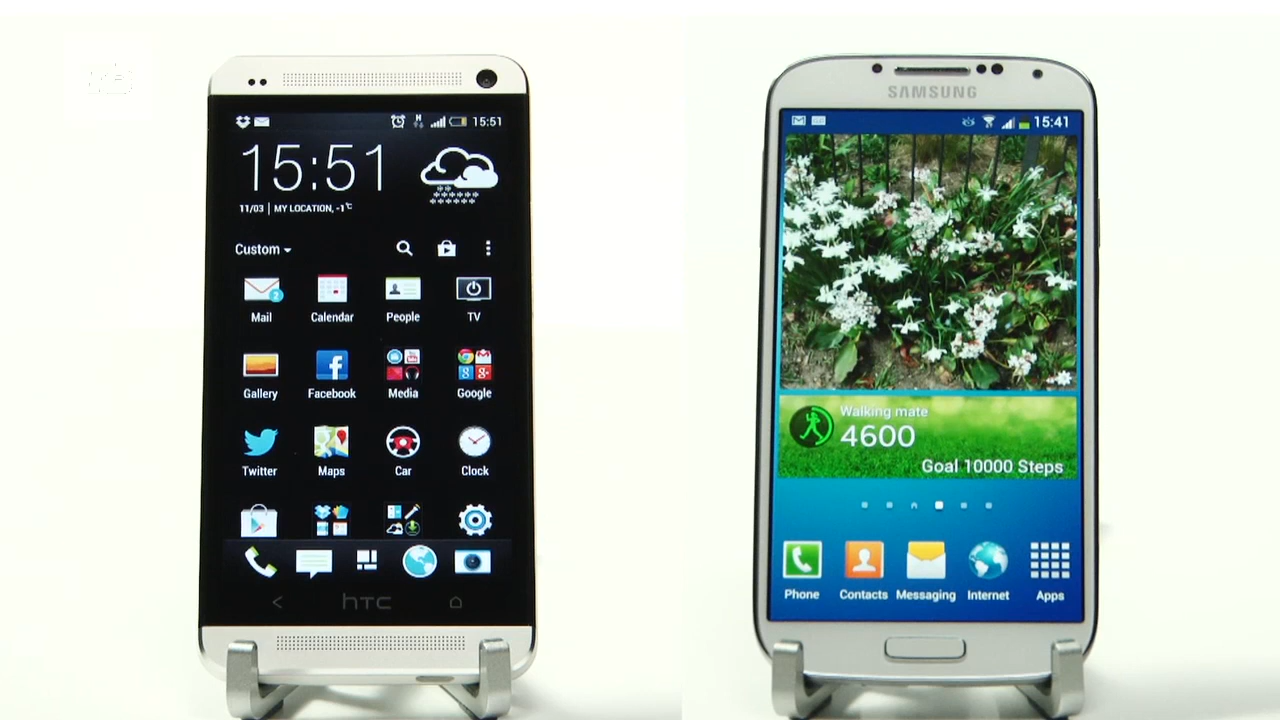 15:51
15:51
11/03 | MY LOCATION, -1°C
Custom
2
Mail Calendar People TV
Gallery Facebook Media Google
Twitter Maps Car Clock
hTC
SAMSUNG
15:41
Walking mate
4600
Goal 10000 Steps
Phone Contacts Messaging Internet Apps